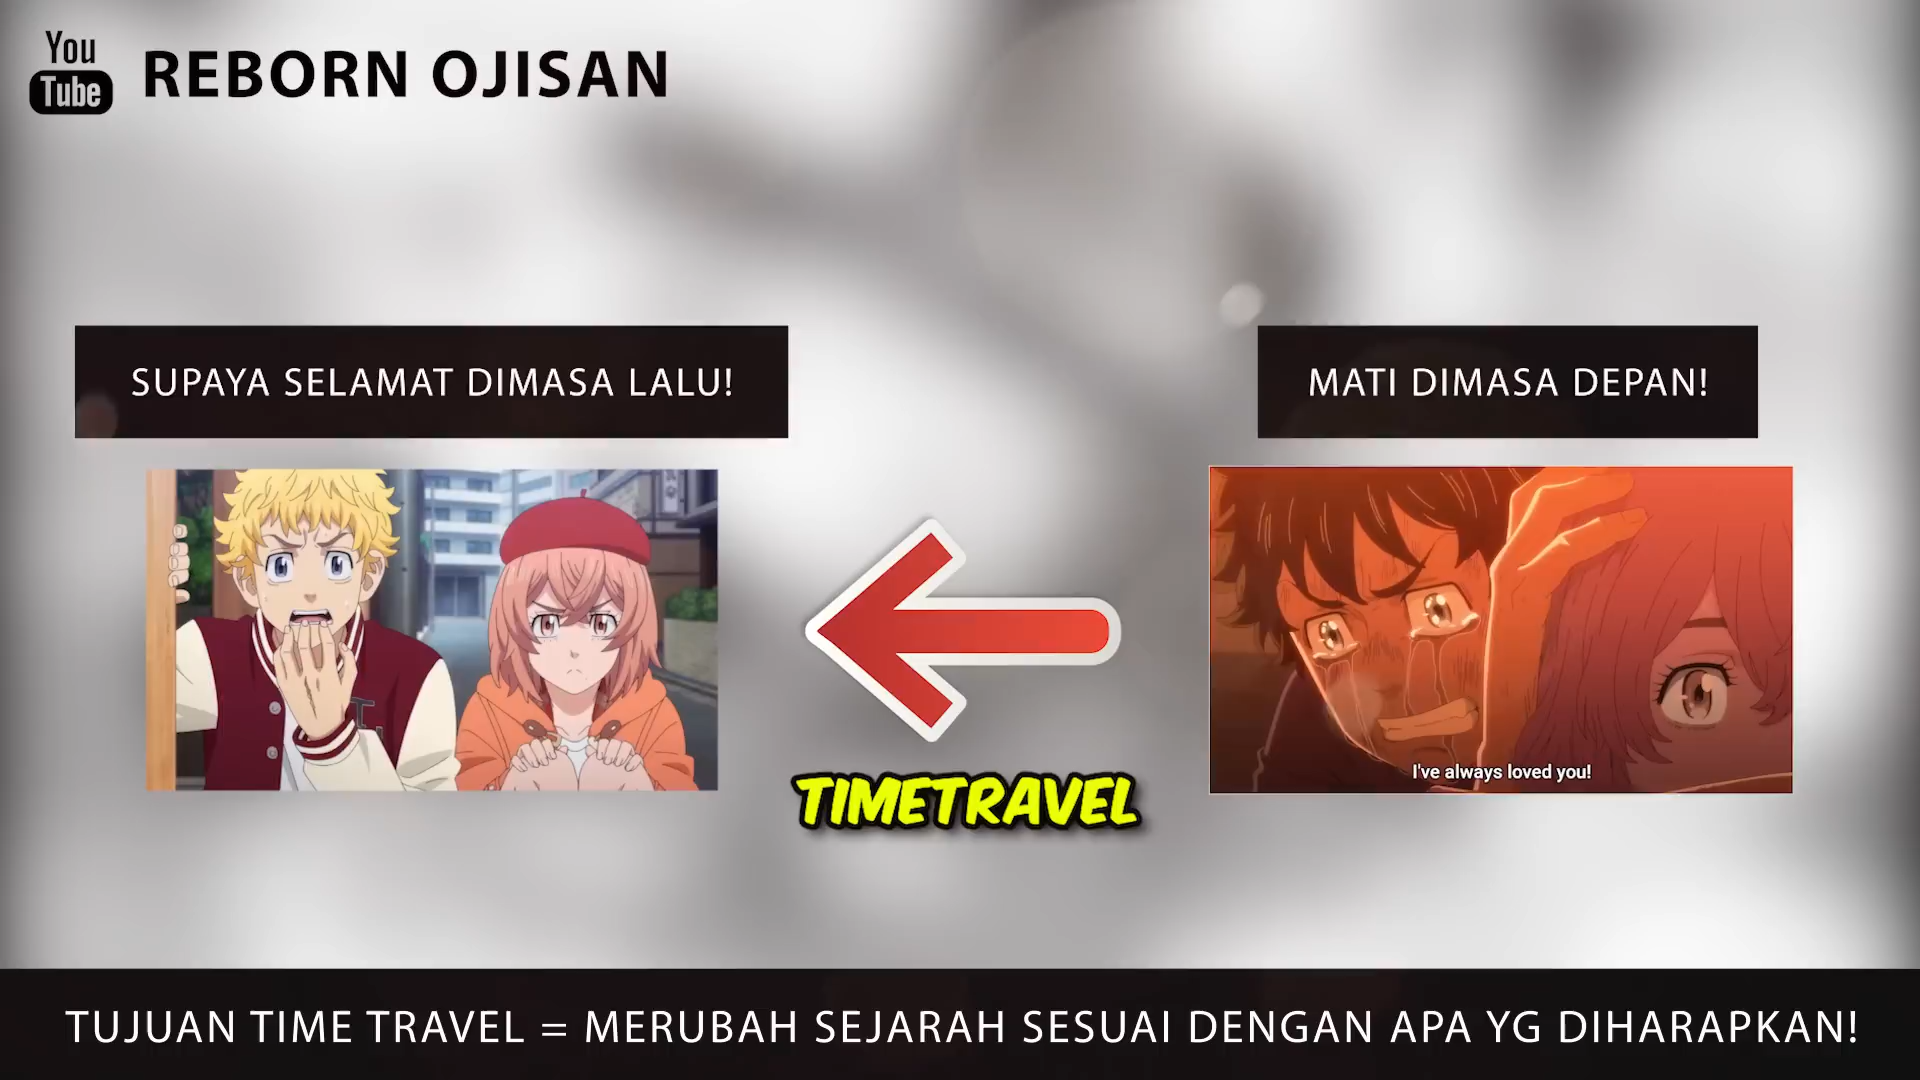 You
Tube
REBORN OJISAN
SUPAYA SELAMAT DIMASA LALU!
MATI DIMASA DEPAN!
T
I've always loved you!
TIMETRAVEL
TUJUAN TIME TRAVEL = MERUBAH SEJARAH SESUAI DENGAN APA YG DIHARAPKAN!